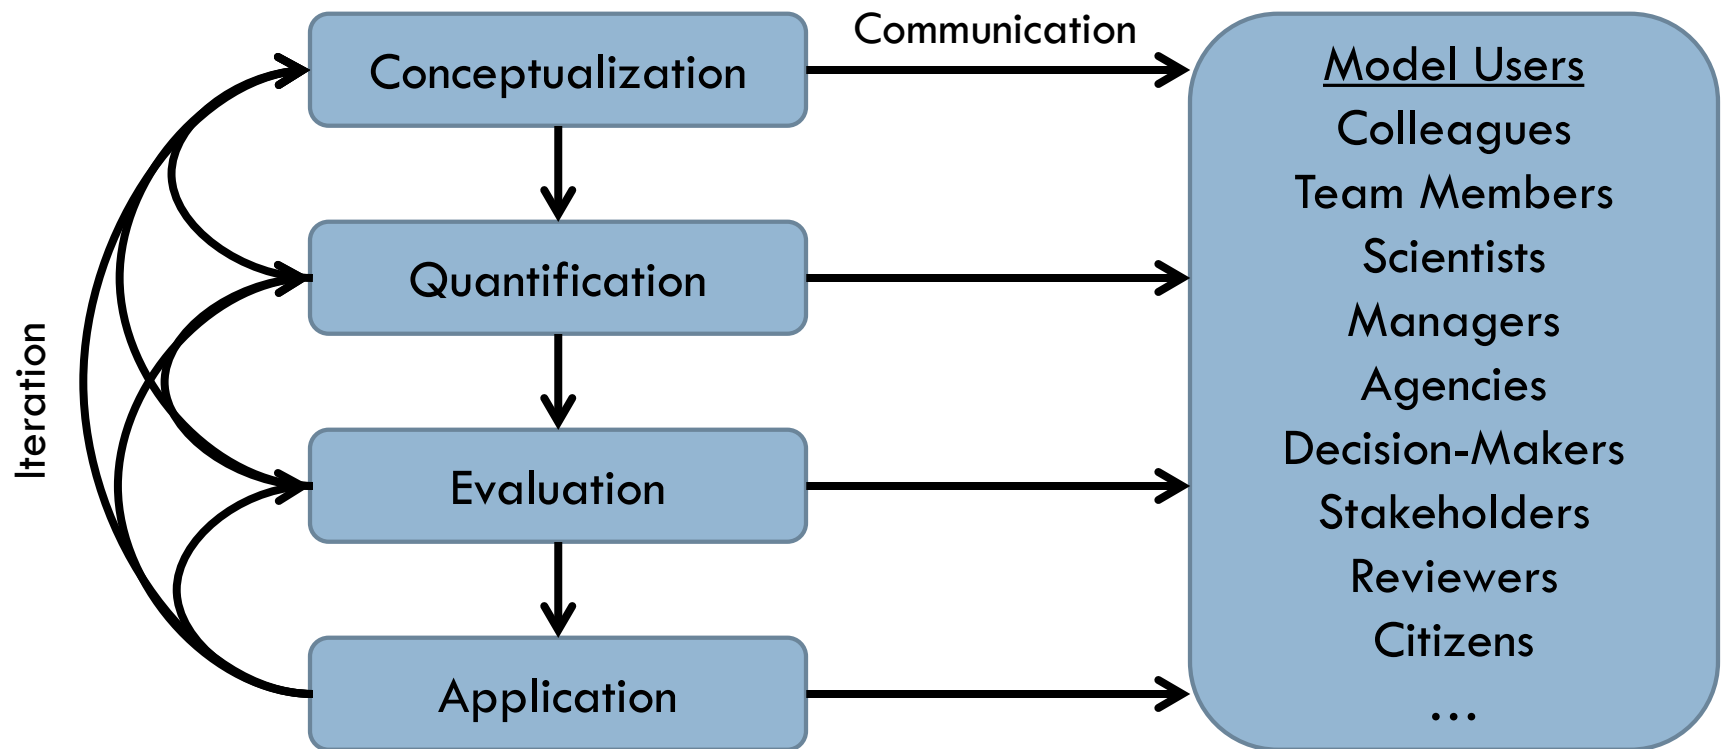 Conceptualization
Communication
Quantification
Evaluation
Application
Iteration
Model Users
Colleagues
Team Members
Scientists
Managers
Agencies
Decision-Makers
Stakeholders
Reviewers
Citizens
...